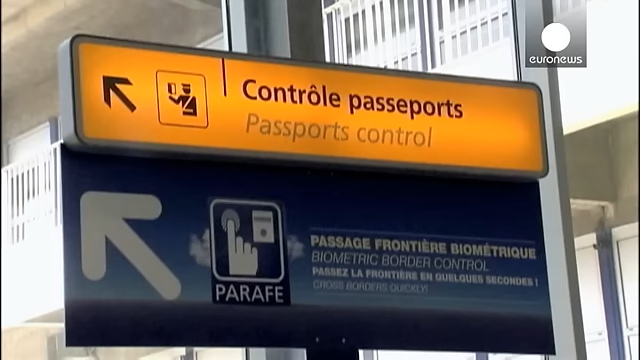 euronews
Contrôle passeports
Passports control
PARAFE
PASSAGE FRONTIÈRE BIOMÉTRIQUE
BIOMETRIC BORDER CONTROL
PASSEZ LA FRONTIÈRE EN QUELQUES SECONDES !
CROSS BORDERS QUICKLY!